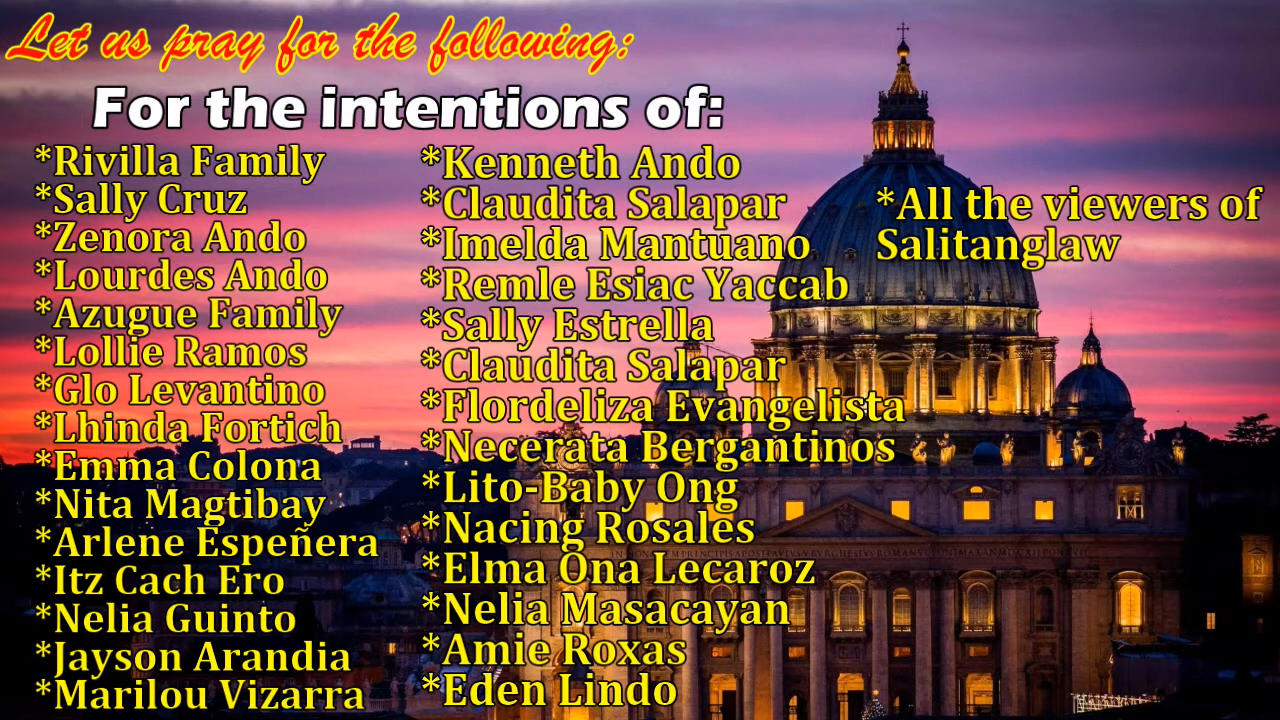 Let us pray for the following:
For the intentions of:
*Rivilla Family
*Sally Cruz
*Zenora Ando
*Lourdes Ando
*Azugue Family
*Lollie Ramos
*Glo Levantino
*Lhinda Fortich
*Emma Colona
*Nita Magtibay
*Arlene Espeñera
*Itz Cach Ero
*Nelia Guinto
*Jayson Arandia
*Marilou Vizarra
*Kenneth Ando
*Claudita Salapar
*Imelda Mantuano
*Remle Esiac Yaccab
*Sally Estrella
*Claudita Salapar
*Flordeliza Evangelista
*Necerata Bergantinos
*Lito-Baby Ong
*Nacing Rosales
*Elma Ona Lecaroz
*Nelia Masacayan
*Amie Roxas
*Eden Lindo
*All the viewers of
Salitanglaw